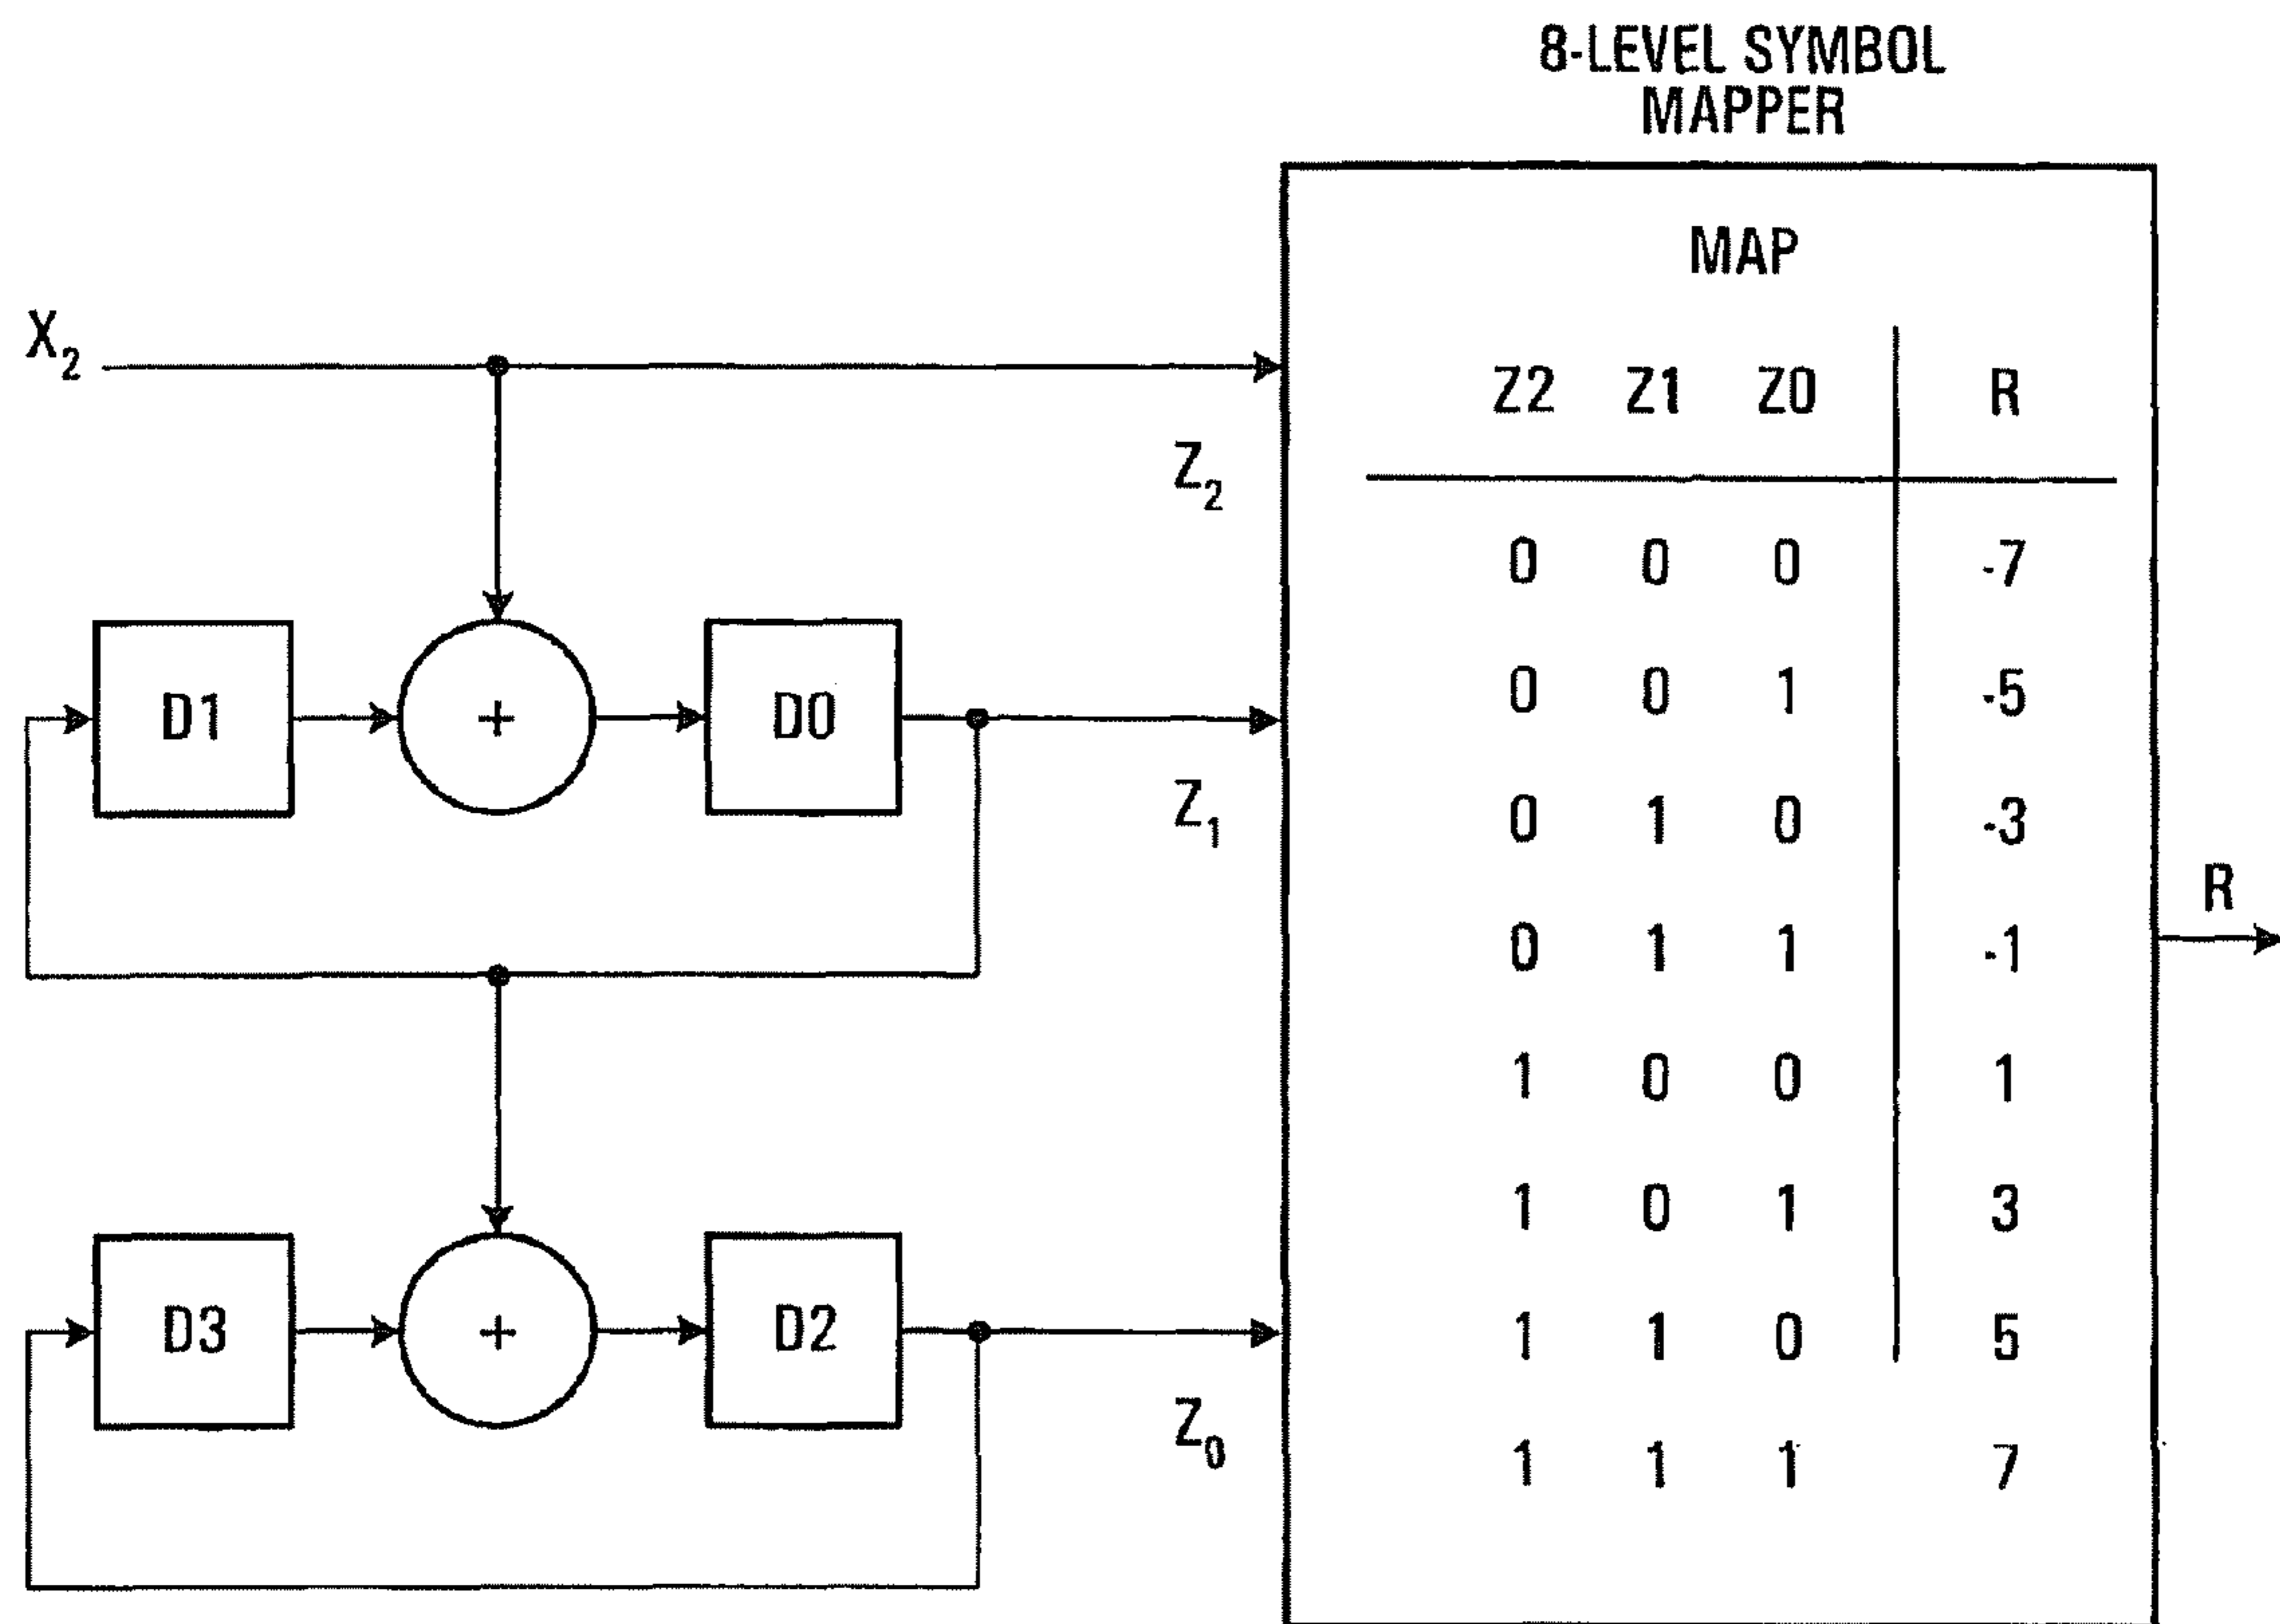 8-LEVEL SYMBOL
MAPPER
MAP
Z2 Z1 Z0 R
0 0 0 -7
0 0 1 -5
0 1 0 -3
0 1 1 -1
1 0 0 1
1 0 1 3
1 1 0 5
1 1 1 7
X₂
Z₂
D1 + D0
Z₁
R
D3 + D2
Z₀